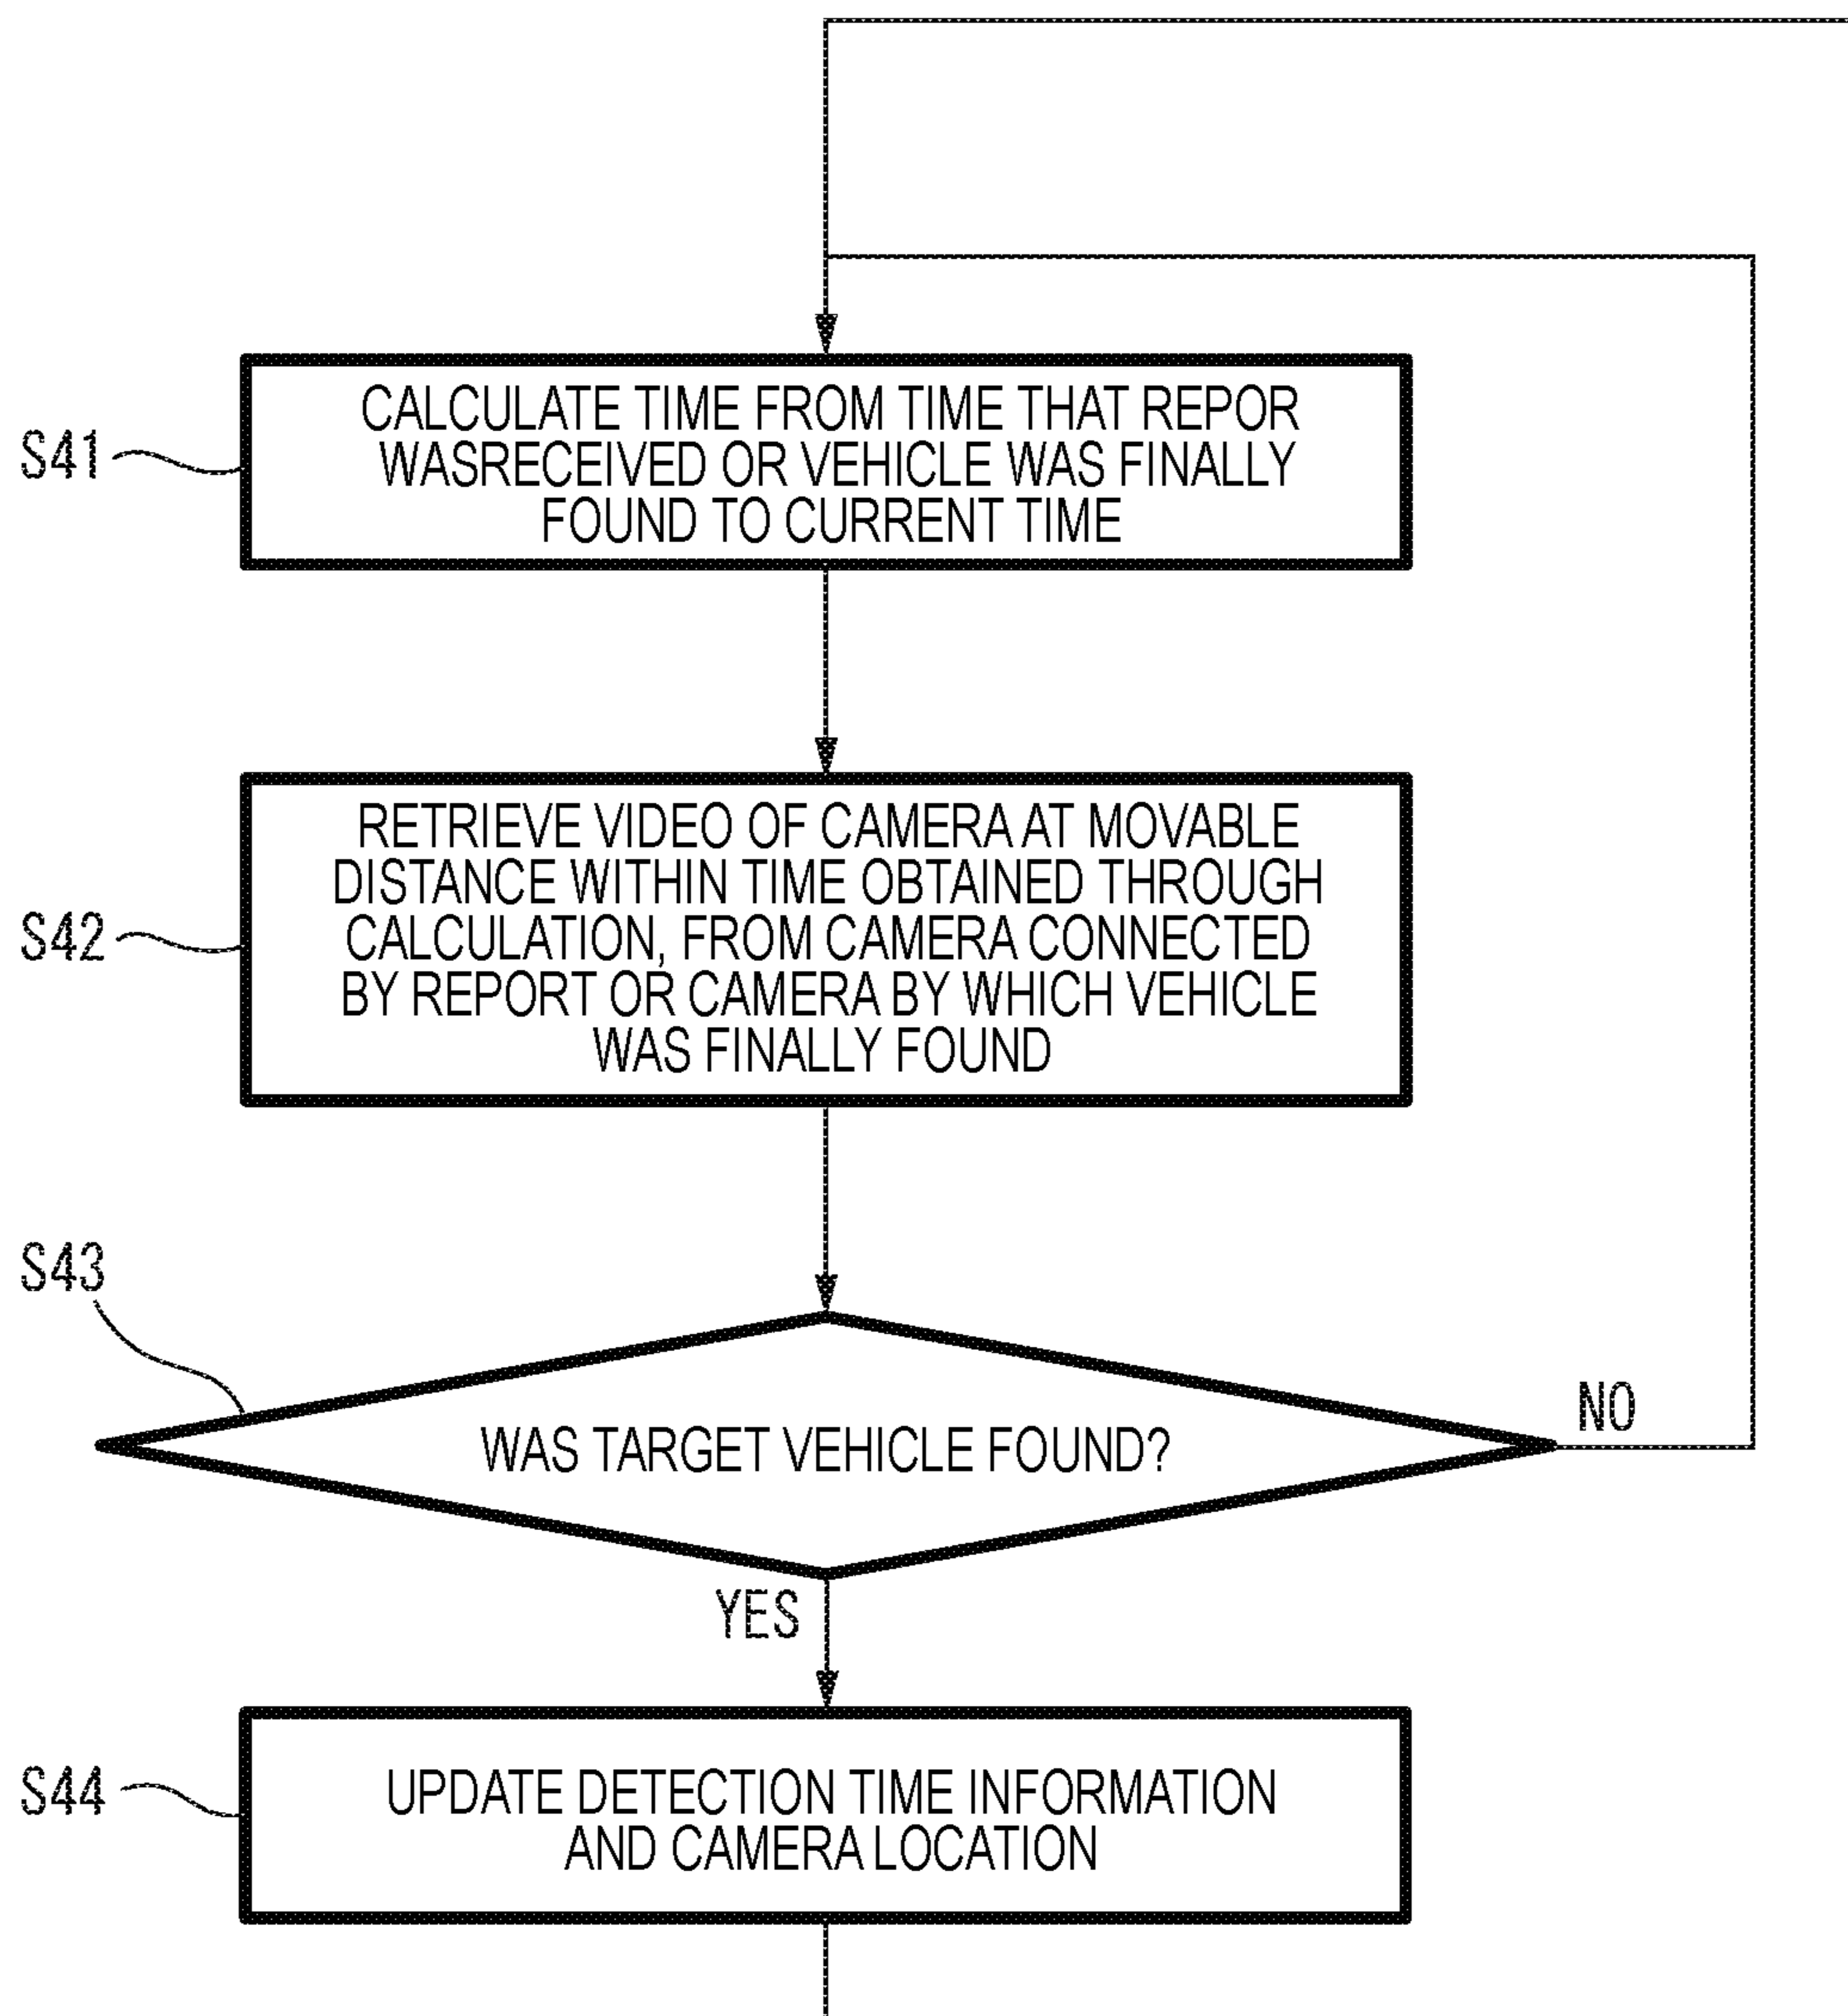 S41
CALCULATE TIME FROM TIME THAT REPOR
WASRECEIVED OR VEHICLE WAS FINALLY
FOUND TO CURRENT TIME
S42
RETRIEVE VIDEO OF CAMERA AT MOVABLE
DISTANCE WITHIN TIME OBTAINED THROUGH
CALCULATION, FROM CAMERA CONNECTED
BY REPORT OR CAMERA BY WHICH VEHICLE
WAS FINALLY FOUND
S43
WAS TARGET VEHICLE FOUND?
NO
YES
S44
UPDATE DETECTION TIME INFORMATION
AND CAMERA LOCATION